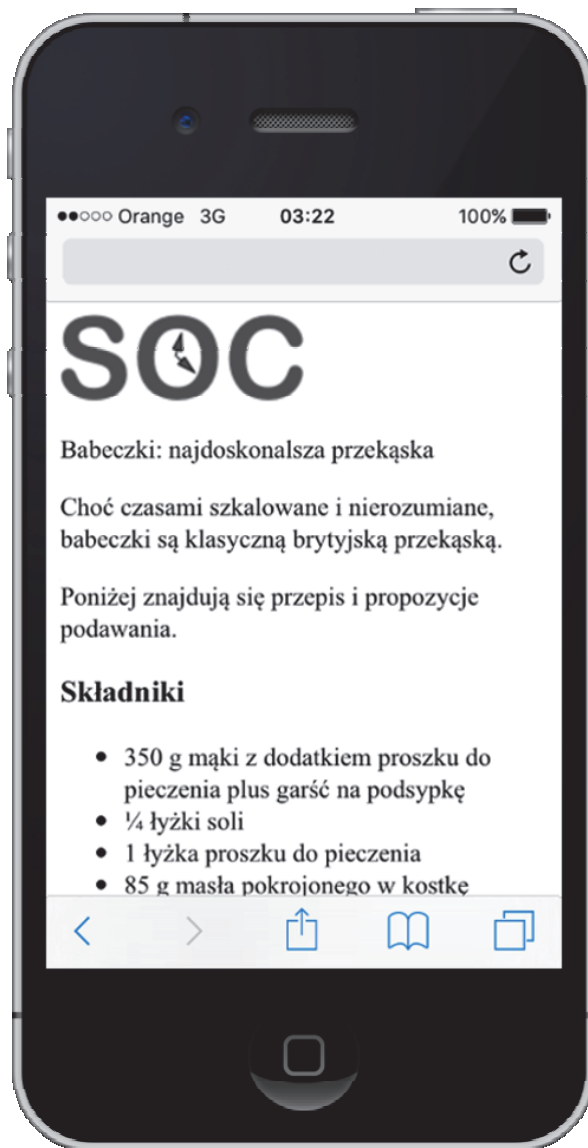 Orange 3G 03:22 100%
SOC
Babeczki: najdoskonalsza przekąska
Choć czasami szkalowane i nierozumiane,
babeczki są klasyczną brytyjską przekąską.
Poniżej znajdują się przepis i propozycje
podawania.
Składniki
350 g mąki z dodatkiem proszku do
pieczenia plus garść na podsypkę
¼ łyżki soli
1 łyżka proszku do pieczenia
85 g masła pokrojonego w kostkę